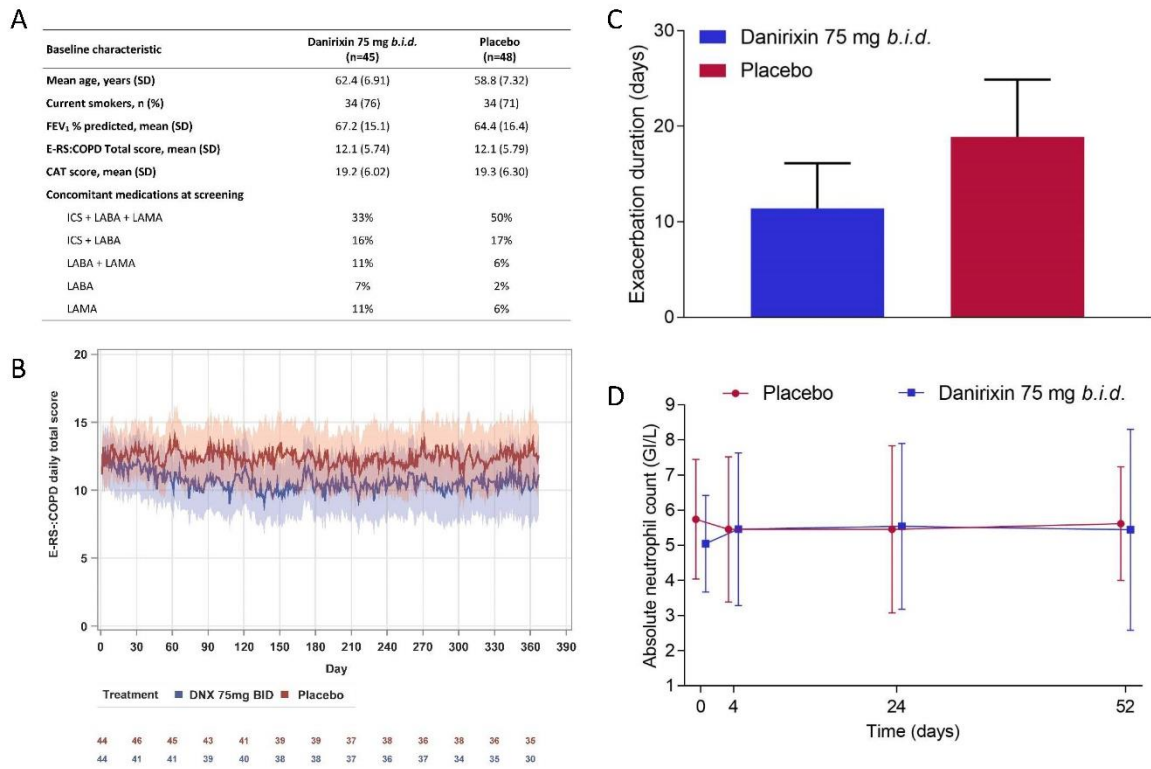 A
Baseline characteristic Danirixin 75 mg b.i.d. (n=45) Placebo (n=48)
Mean age, years (SD) 62.4 (6.91) 58.8 (7.32)
Current smokers, n (%) 34 (76) 34 (71)
FEV₁ % predicted, mean (SD) 67.2 (15.1) 64.4 (16.4)
E-RS:COPD Total score, mean (SD) 12.1 (5.74) 12.1 (5.79)
CAT score, mean (SD) 19.2 (6.02) 19.3 (6.30)
Concomitant medications at screening
ICS + LABA + LAMA 33% 50%
ICS + LABA 16% 17%
LABA + LAMA 11% 6%
LABA 7% 2%
LAMA 11% 6%
B
E-RS-:COPD daily total score
20
15
10
5
0
0 30 60 90 120 150 180 210 240 270 300 330 360 390
Day
Treatment DNX 75mg BID Placebo
44 46 45 43 41 39 39 37 38 36 38 36 35
44 41 41 39 40 38 38 37 36 37 34 35 30
C
Exacerbation duration (days)
30
20
10
0
Danirixin 75 mg b.i.d.
Placebo
D
Placebo Danirixin 75 mg b.i.d.
Absolute neutrophil count (GI/L)
9
8
7
6
5
4
3
2
1
0 4 24 52
Time (days)